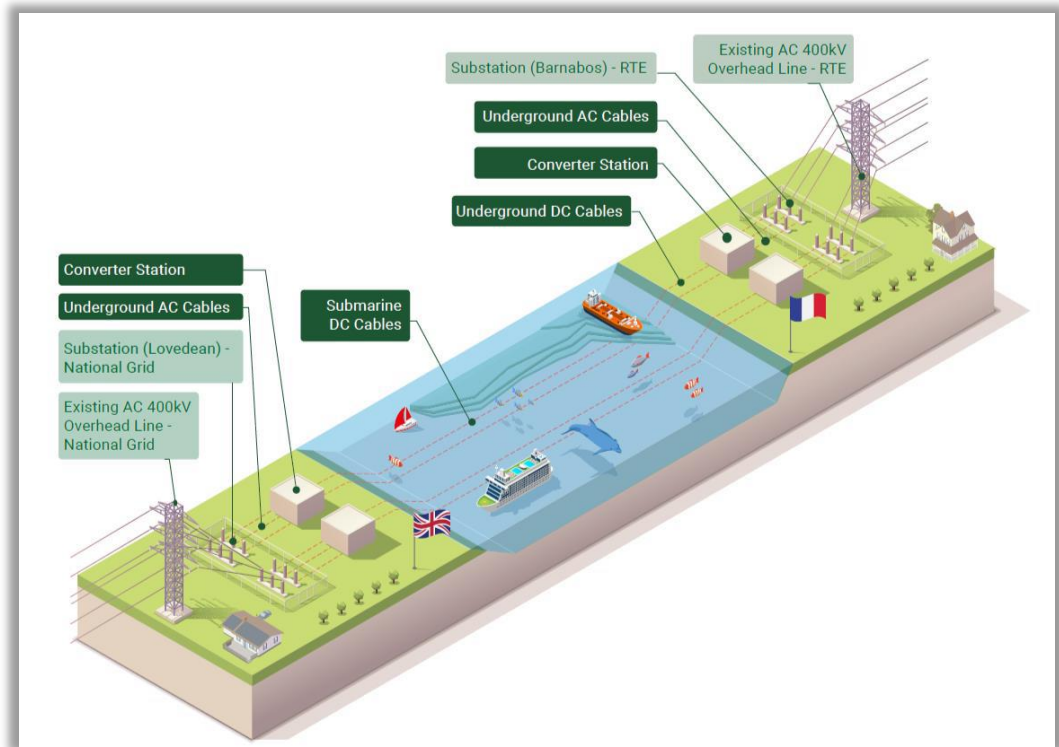 Existing AC 400kV
Overhead Line - RTE
Substation (Barnabos) - RTE
Underground AC Cables
Converter Station
Underground DC Cables
Submarine
DC Cables
Converter Station
Underground AC Cables
Substation (Lovedean) -
National Grid
Existing AC 400kV
Overhead Line -
National Grid